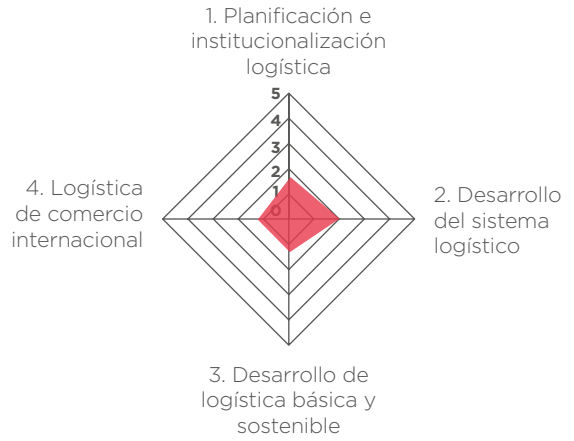 1. Planificación e
institucionalización
logística
5
4
3
2
1
0
4. Logística
de comercio
internacional
2. Desarrollo
del sistema
logístico
3. Desarrollo de
logística básica y
sostenible